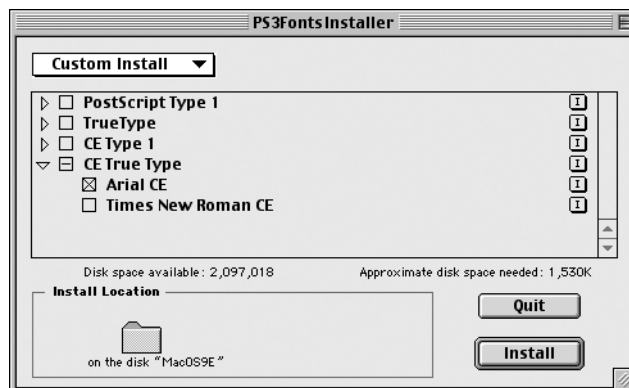 PS3FontsInstaller
Custom Install
PostScript Type 1
I
TrueType
I
CE Type 1
I
CE True Type
I
Arial CE
I
Times New Roman CE
I
Disk space available: 2,097,018
Approximate disk space needed: 1,530K
Install Location
on the disk “MacOS9E”
Quit
Install